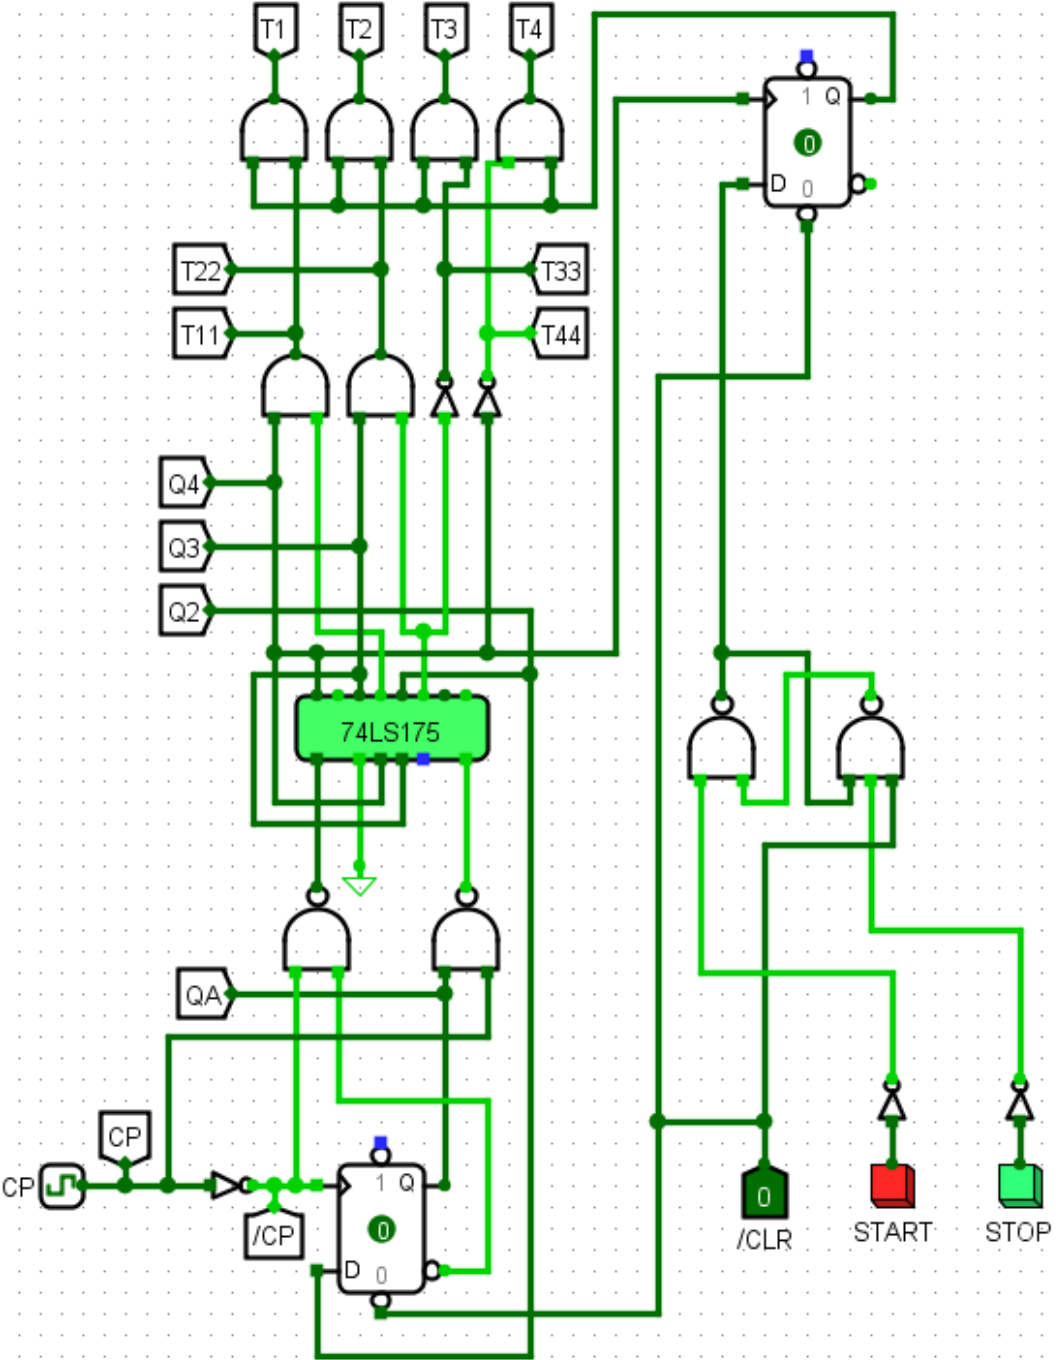 T1 T2 T3 T4
1 Q
0
D 0
T22 T33
T11 T44
Q4
Q3
Q2
74LS175
QA
CP
CP 1 Q
0
/CP
D 0
0
/CLR START STOP